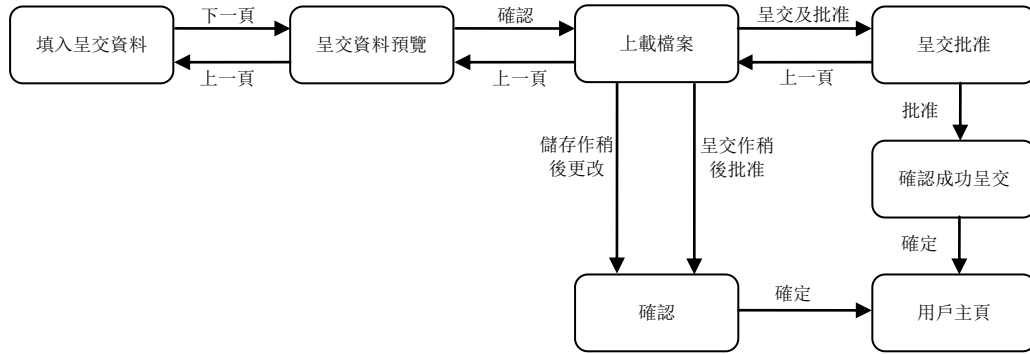 下一頁
確認
呈交及批准
填入呈交資料
呈交資料預覽
上載檔案
呈交批准
上一頁
上一頁
上一頁
批准
儲存作稍
後更改
呈交作稍
後批准
確認成功呈交
確定
確認
確定
用戶主頁